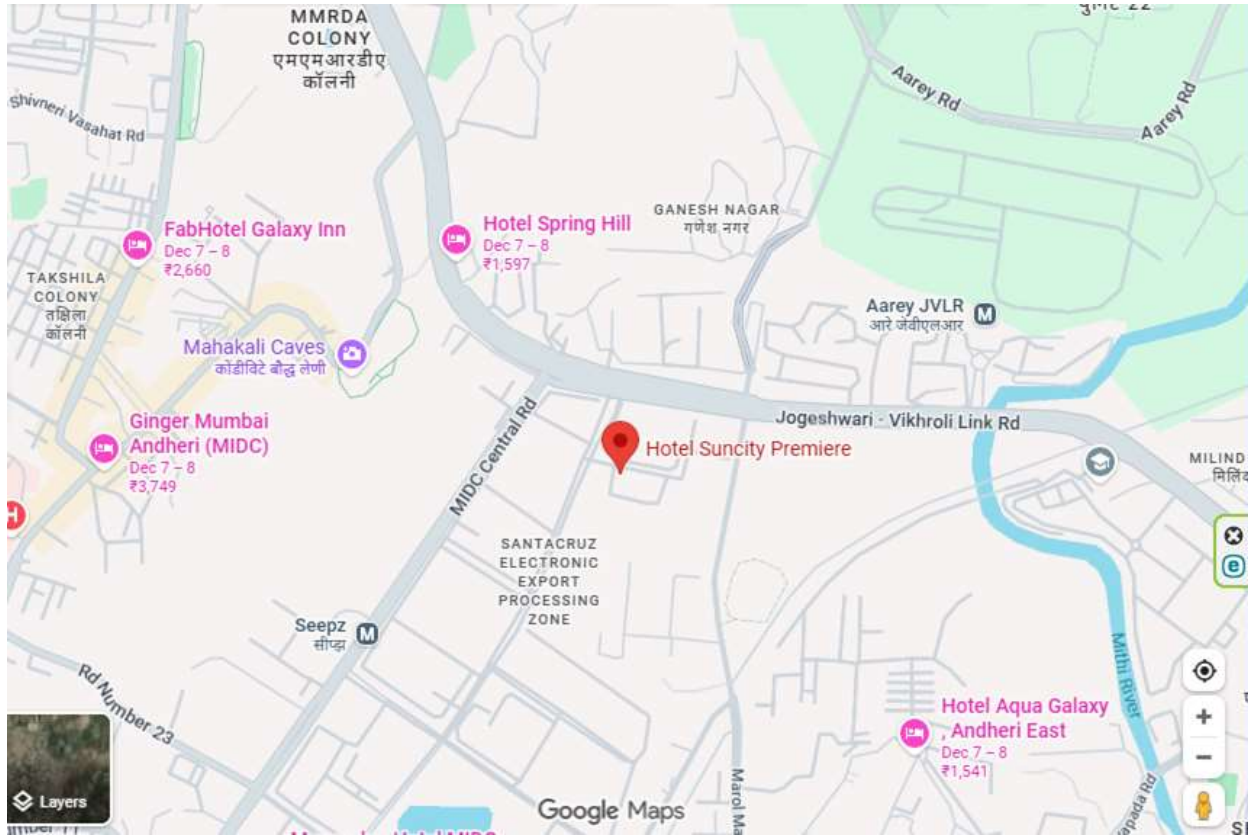 युनिट 22
MMRDA
COLONY
एमएमआरडीए
कॉलनी
Shivneri Vasahat Rd
Aarey Rd
Aarey Rd
GANESH NAGAR
गणेश नगर
FabHotel Galaxy Inn
Dec 7 – 8
₹2,660
Hotel Spring Hill
Dec 7 – 8
₹1,597
TAKSHILA
COLONY
तक्षिला
कॉलनी
Aarey JVLR
आरे जेवीएलआर
M
Mahakali Caves
कोंडीविटे बौद्ध लेणी
Jogeshwari - Vikhroli Link Rd
MIDC Central Rd
Ginger Mumbai
Andheri (MIDC)
Dec 7 – 8
₹3,749
Hotel Suncity Premiere
MILIND
H
SANTACRUZ
ELECTRONIC
EXPORT
PROCESSING
ZONE
e
Seepz
सीप्झ
M
Rd Number 23
Mithi River
Hotel Aqua Galaxy
, Andheri East
Dec 7 – 8
₹1,541
Marol Ma
Layers
Google Maps